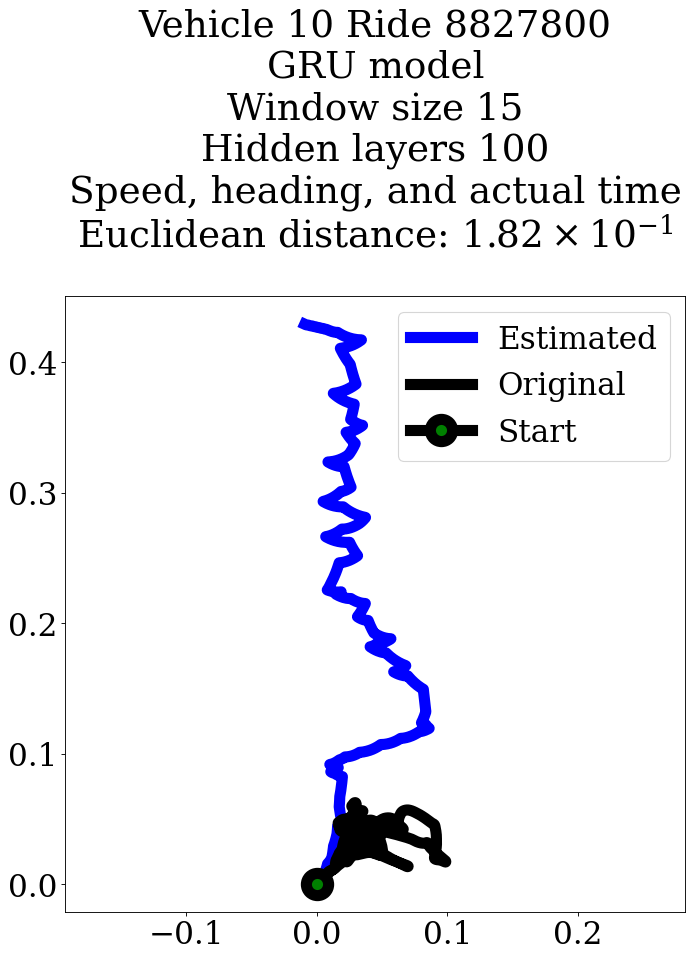 Vehicle 10 Ride 8827800
GRU model
Window size 15
Hidden layers 100
Speed, heading, and actual time
Euclidean distance: 1.82 × 10⁻¹
Estimated
Original
Start
0.4
0.3
0.2
0.1
0.0
−0.1 0.0 0.1 0.2